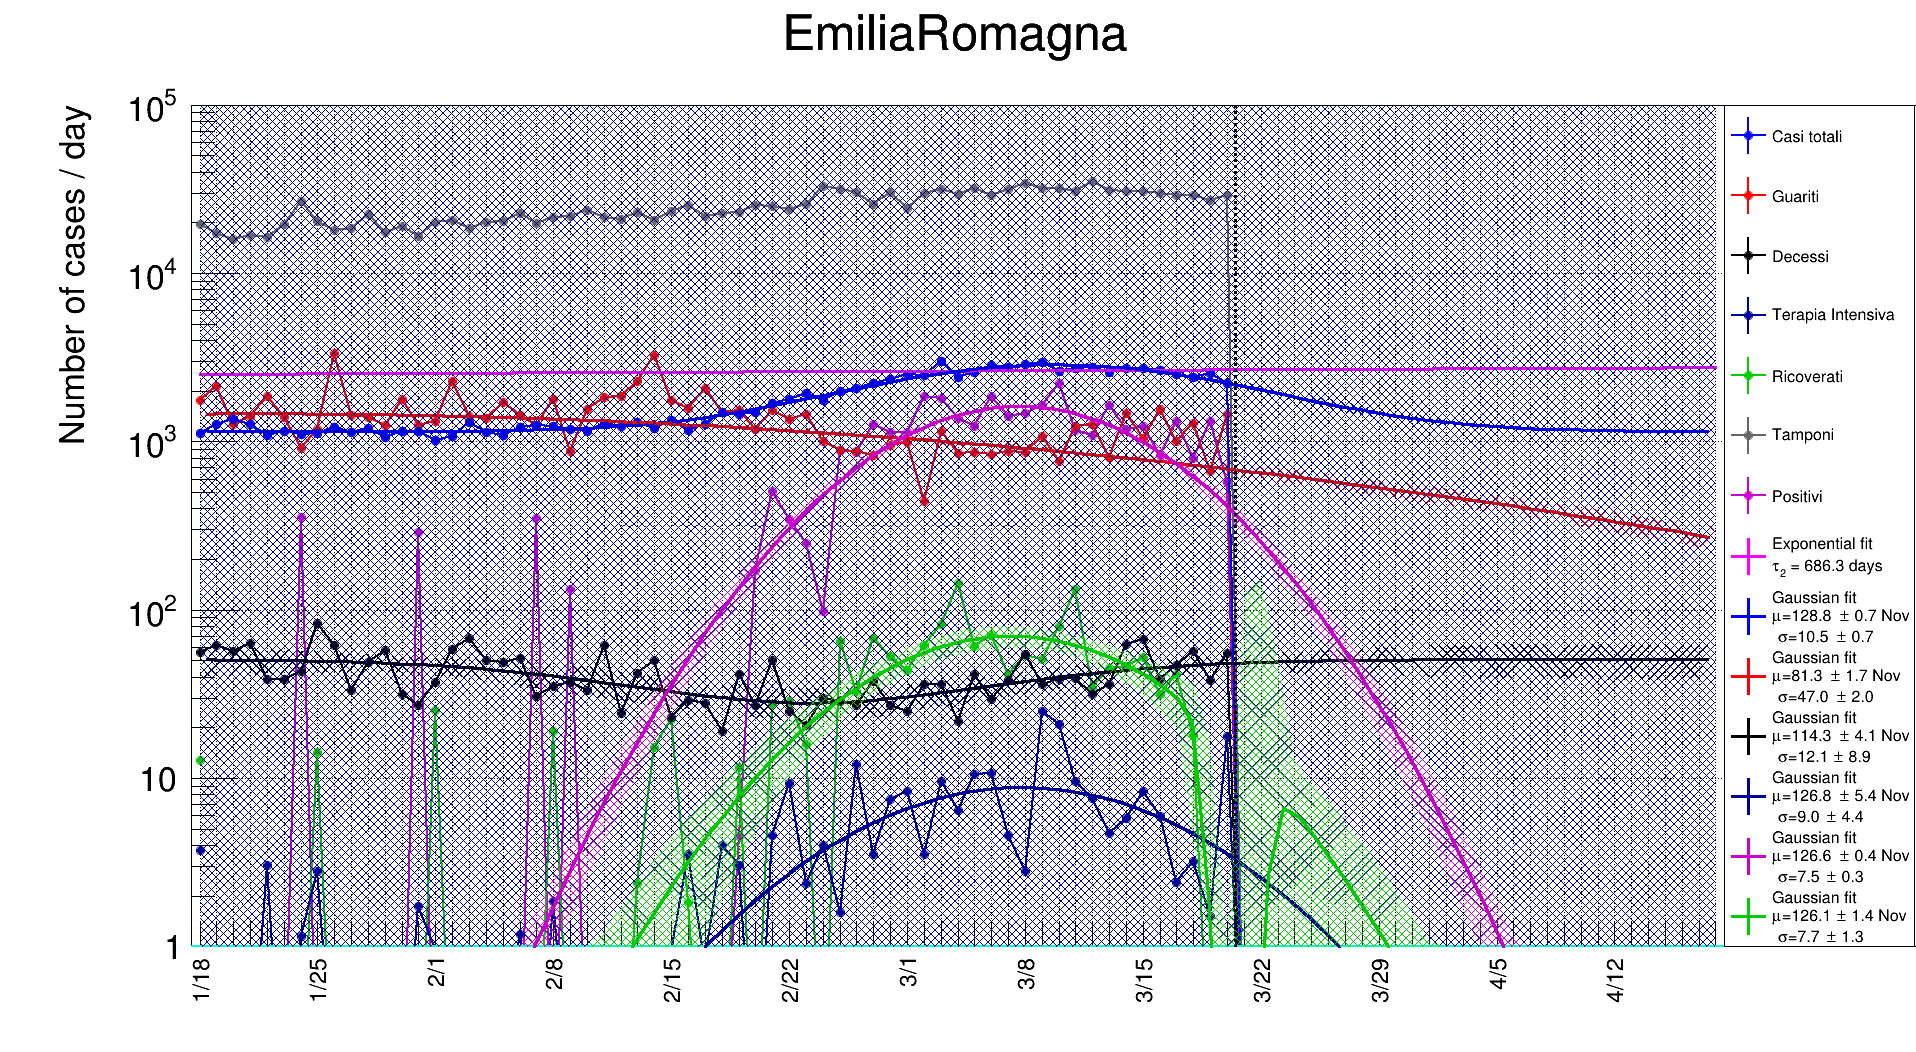 EmiliaRomagna
Number of cases / day
10^5
10^4
10^3
10^2
10
1
1/18
1/25
2/1
2/8
2/15
2/22
3/1
3/8
3/15
3/22
3/29
4/5
4/12
Casi totali
Guariti
Decessi
Terapia Intensiva
Ricoverati
Tamponi
Positivi
Exponential fit
τ2 = 686.3 days
Gaussian fit
μ=128.8 ± 0.7 Nov
σ=10.5 ± 0.7
Gaussian fit
μ=81.3 ± 1.7 Nov
σ=47.0 ± 2.0
Gaussian fit
μ=114.3 ± 4.1 Nov
σ=12.1 ± 8.9
Gaussian fit
μ=126.8 ± 5.4 Nov
σ=9.0 ± 4.4
Gaussian fit
μ=126.6 ± 0.4 Nov
σ=7.5 ± 0.3
Gaussian fit
μ=126.1 ± 1.4 Nov
σ=7.7 ± 1.3